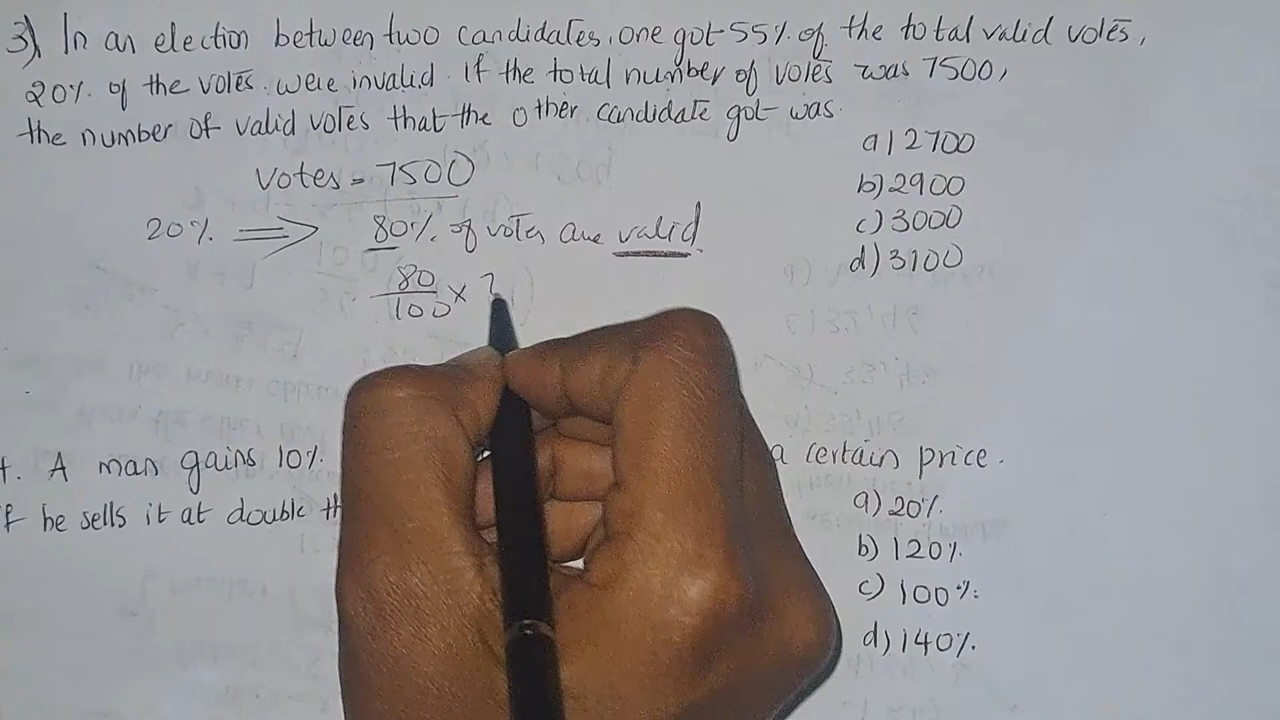 3) In an election between two candidates, one got 55% of the total valid votes,
20% of the votes were invalid. If the total number of votes was 7500,
the number of valid votes that the other candidate got was.
a) 2700
b) 2900
c) 3000
d) 3100
votes = 7500
20% ⟹ 80% of votes are valid
80/100 ×
A man gains 10% a certain price.
he sells it at double
a) 20%.
b) 120%.
c) 100%.
d) 140%.